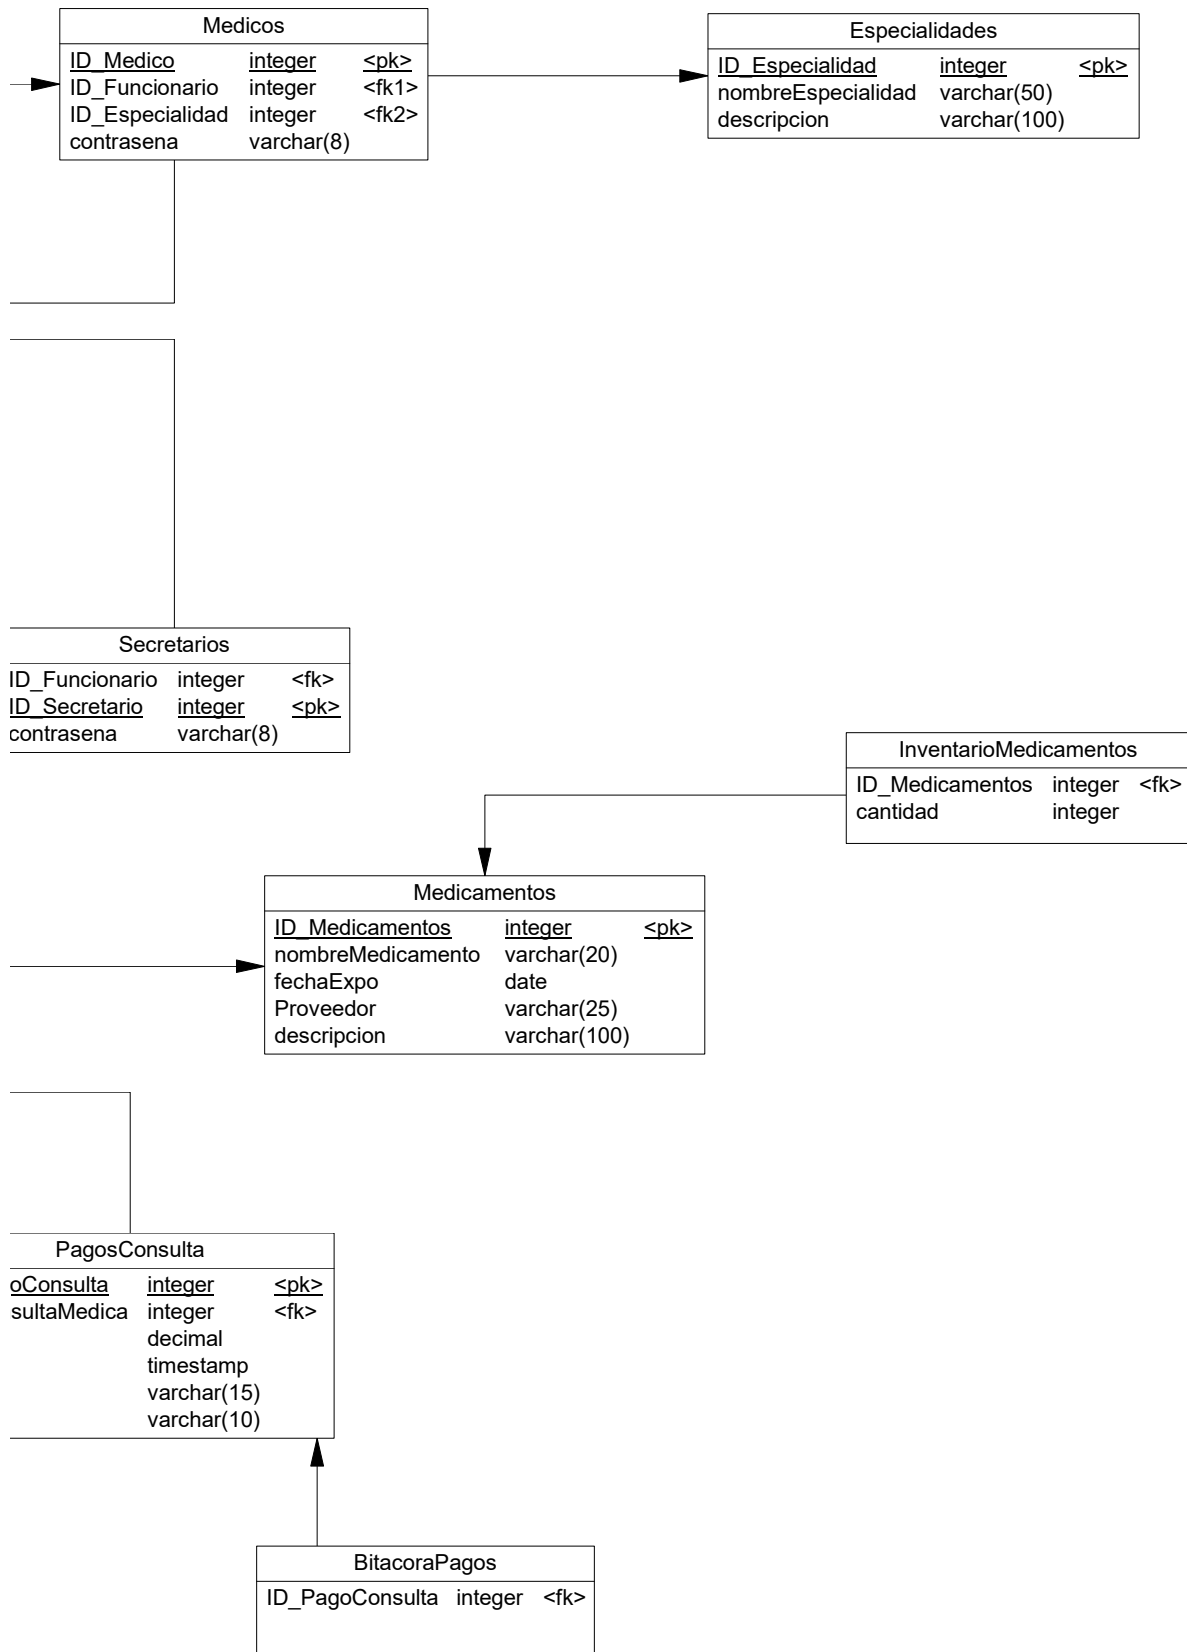 Medicos
ID_Medico integer <pk>
ID_Funcionario integer <fk1>
ID_Especialidad integer <fk2>
contrasena varchar(8)
Especialidades
ID_Especialidad integer <pk>
nombreEspecialidad varchar(50)
descripcion varchar(100)
Secretarios
ID_Funcionario integer <fk>
ID_Secretario integer <pk>
contrasena varchar(8)
InventarioMedicamentos
ID_Medicamentos integer <fk>
cantidad integer
Medicamentos
ID_Medicamentos integer <pk>
nombreMedicamento varchar(20)
fechaExpo date
Proveedor varchar(25)
descripcion varchar(100)
PagosConsulta
oConsulta integer <pk>
sultaMedica integer <fk>
decimal
timestamp
varchar(15)
varchar(10)
BitacoraPagos
ID_PagoConsulta integer <fk>